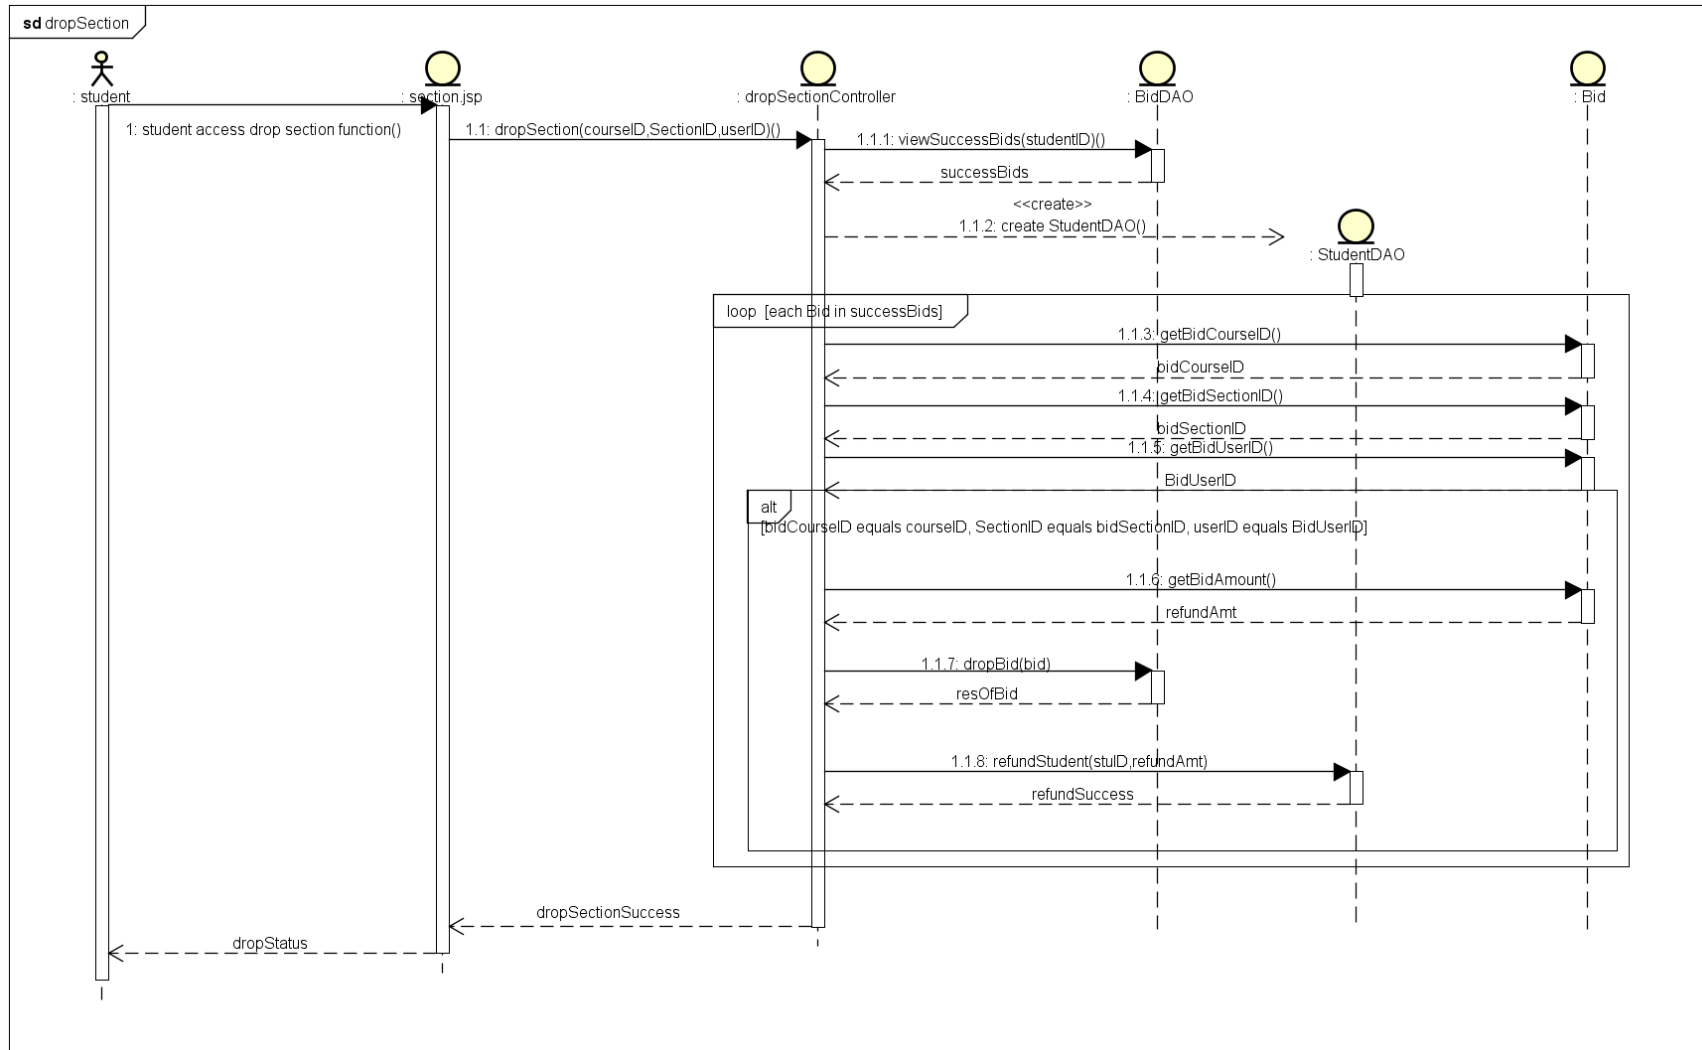 sd dropSection
: student
: section.jsp
: dropSectionController
: BidDAO
: Bid
1: student access drop section function()
1.1: dropSection(courseID,SectionID,userID)()
1.1.1: viewSuccessBids(studentID)()
successBids
<<create>>
1.1.2: create StudentDAO()
: StudentDAO
loop [each Bid in successBids]
1.1.3: getBidCourseID()
bidCourseID
1.1.4: getBidSectionID()
bidSectionID
1.1.5: getBidUserID()
BidUserID
alt
[bidCourseID equals courseID, SectionID equals bidSectionID, userID equals BidUserID]
1.1.6: getBidAmount()
refundAmt
1.1.7: dropBid(bid)
resOfBid
1.1.8: refundStudent(stuID,refundAmt)
refundSuccess
dropSectionSuccess
dropStatus